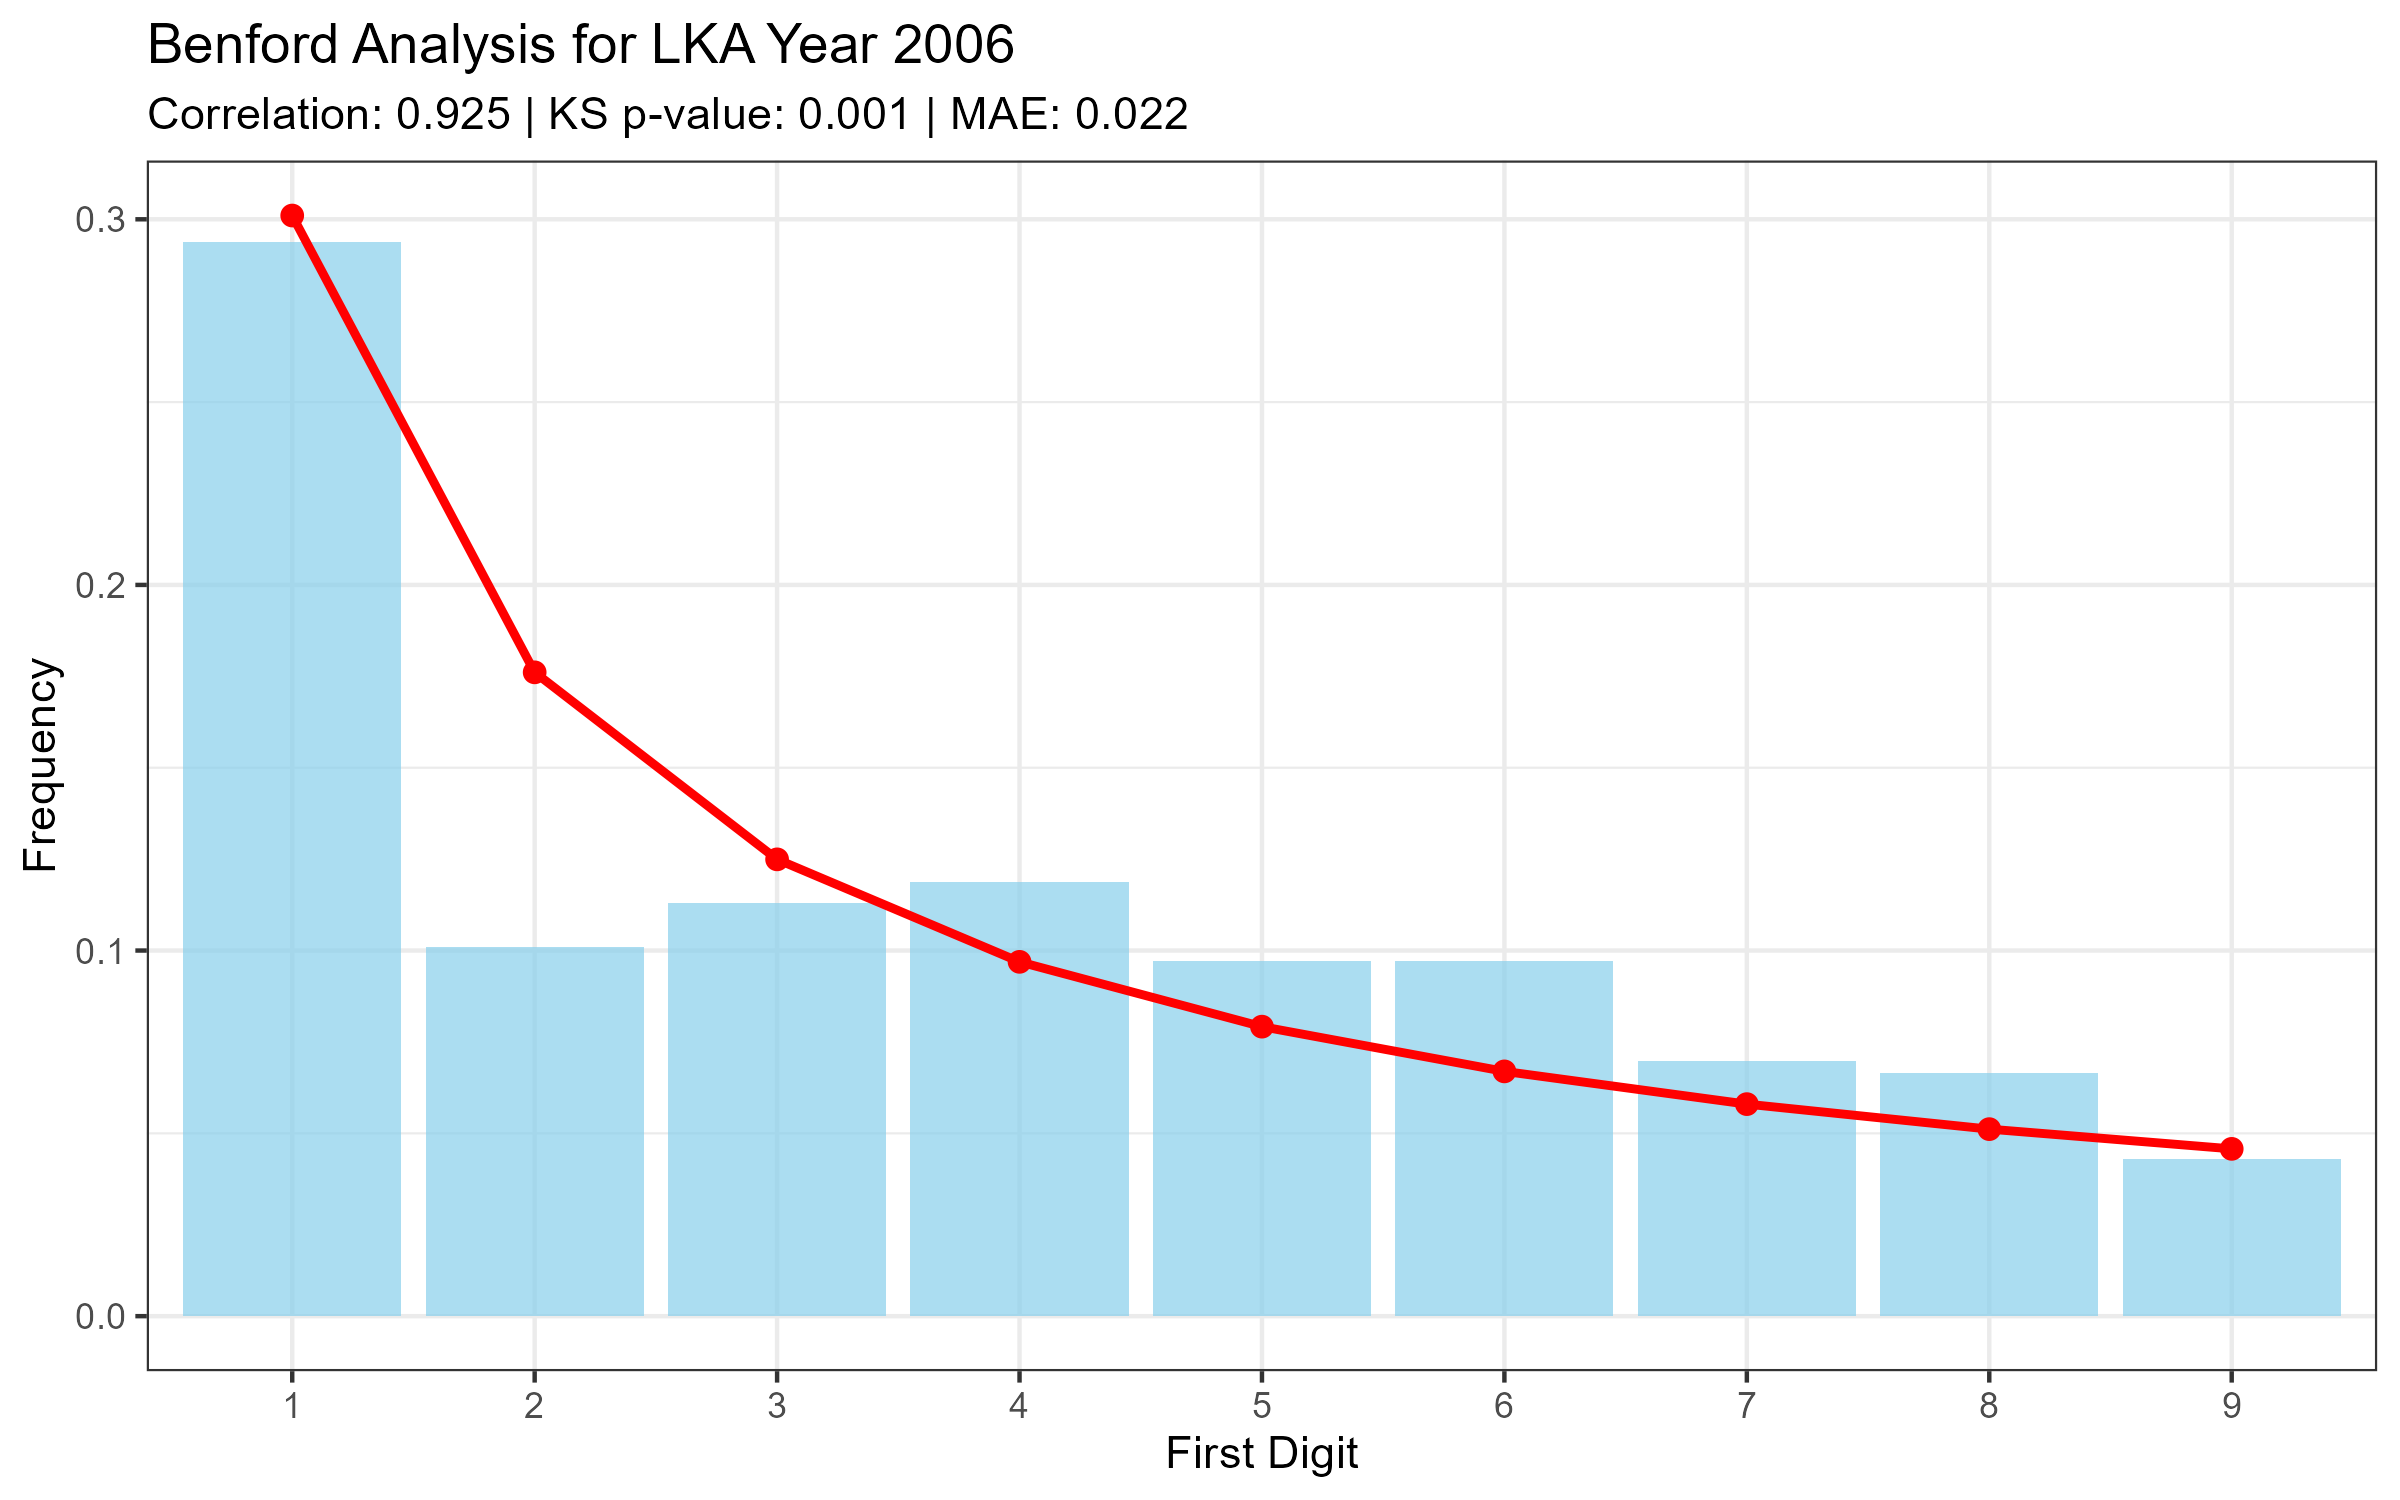 Benford Analysis for LKA Year 2006
Correlation: 0.925 | KS p-value: 0.001 | MAE: 0.022
Frequency
0.3
0.2
0.1
0.0
1 2 3 4 5 6 7 8 9
First Digit